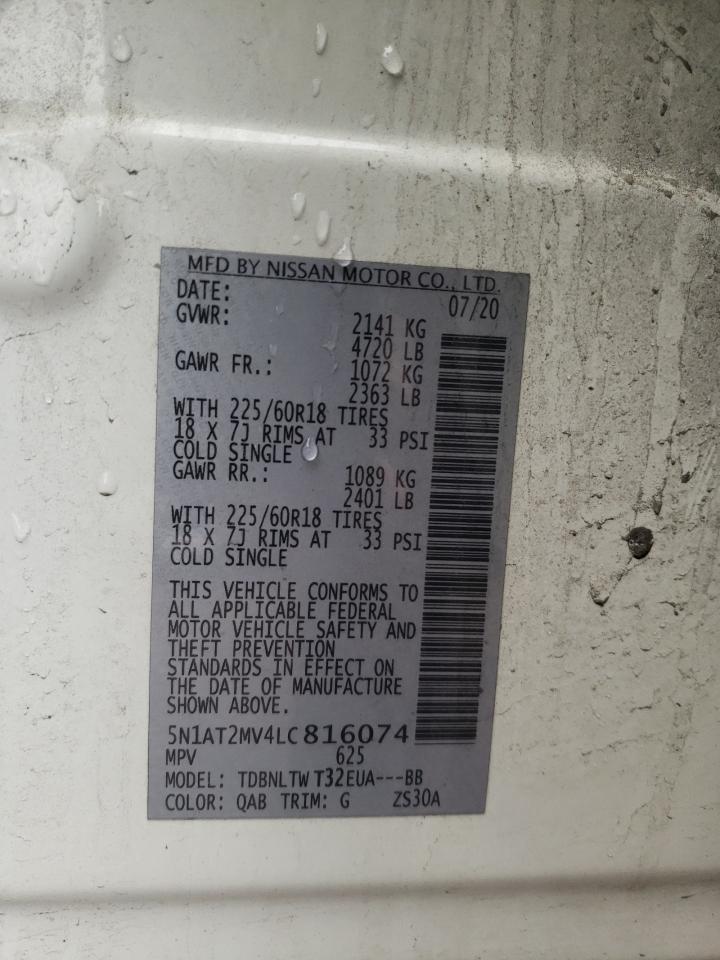 MFD BY NISSAN MOTOR CO., LTD.
DATE: 07/20
GVWR: 2141 KG
4720 LB
GAWR FR.: 1072 KG
2363 LB
WITH 225/60R18 TIRES
18 X 7J RIMS AT 33 PSI
COLD SINGLE
GAWR RR.: 1089 KG
2401 LB
WITH 225/60R18 TIRES
18 X 7J RIMS AT 33 PSI
COLD SINGLE
THIS VEHICLE CONFORMS TO
ALL APPLICABLE FEDERAL
MOTOR VEHICLE SAFETY AND
THEFT PREVENTION
STANDARDS IN EFFECT ON
THE DATE OF MANUFACTURE
SHOWN ABOVE.
5N1AT2MV4LC816074
MPV 625
MODEL: TDBNLTWT32EUA---BB
COLOR: QAB TRIM: G ZS30A